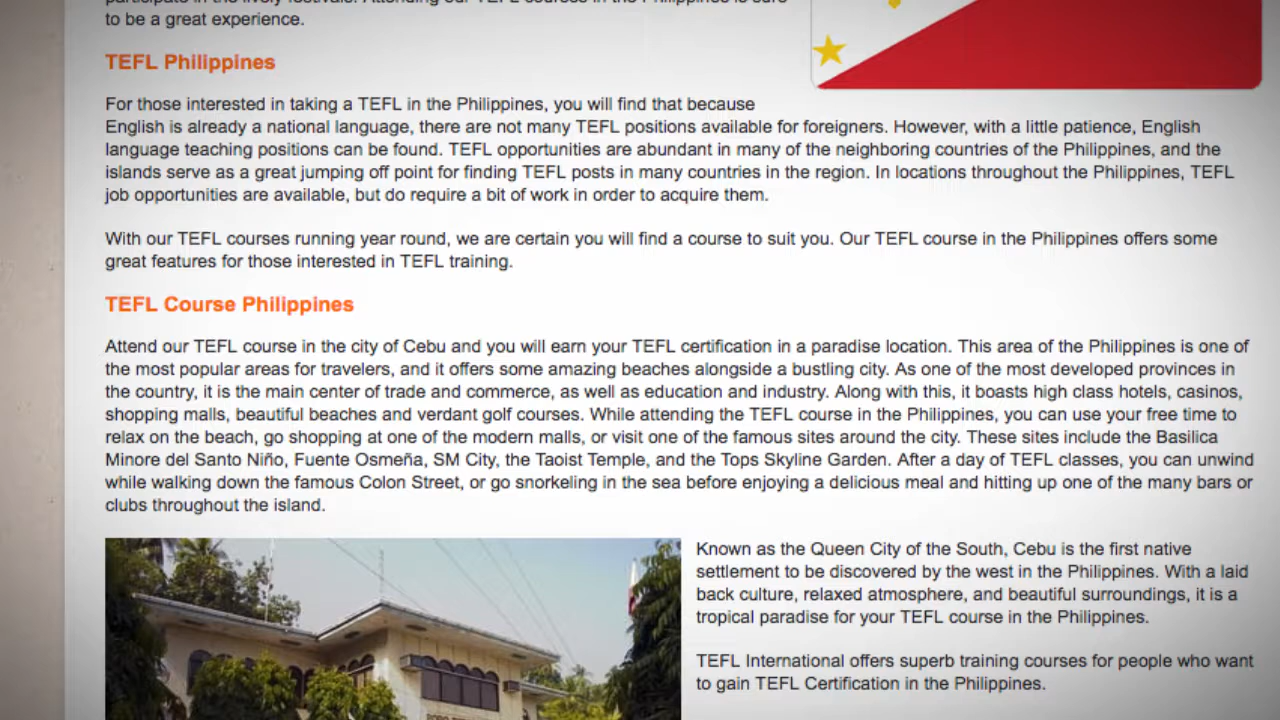 participate in the lively festivals. Attending our TEFL courses in the Philippines is sure
to be a great experience.
TEFL Philippines
For those interested in taking a TEFL in the Philippines, you will find that because
English is already a national language, there are not many TEFL positions available for foreigners. However, with a little patience, English
language teaching positions can be found. TEFL opportunities are abundant in many of the neighboring countries of the Philippines, and the
islands serve as a great jumping off point for finding TEFL posts in many countries in the region. In locations throughout the Philippines, TEFL
job opportunities are available, but do require a bit of work in order to acquire them.
With our TEFL courses running year round, we are certain you will find a course to suit you. Our TEFL course in the Philippines offers some
great features for those interested in TEFL training.
TEFL Course Philippines
Attend our TEFL course in the city of Cebu and you will earn your TEFL certification in a paradise location. This area of the Philippines is one of
the most popular areas for travelers, and it offers some amazing beaches alongside a bustling city. As one of the most developed provinces in
the country, it is the main center of trade and commerce, as well as education and industry. Along with this, it boasts high class hotels, casinos,
shopping malls, beautiful beaches and verdant golf courses. While attending the TEFL course in the Philippines, you can use your free time to
relax on the beach, go shopping at one of the modern malls, or visit one of the famous sites around the city. These sites include the Basilica
Minore del Santo Niño, Fuente Osmeña, SM City, the Taoist Temple, and the Tops Skyline Garden. After a day of TEFL classes, you can unwind
while walking down the famous Colon Street, or go snorkeling in the sea before enjoying a delicious meal and hitting up one of the many bars or
clubs throughout the island.
Known as the Queen City of the South, Cebu is the first native
settlement to be discovered by the west in the Philippines. With a laid
back culture, relaxed atmosphere, and beautiful surroundings, it is a
tropical paradise for your TEFL course in the Philippines.
TEFL International offers superb training courses for people who want
to gain TEFL Certification in the Philippines.